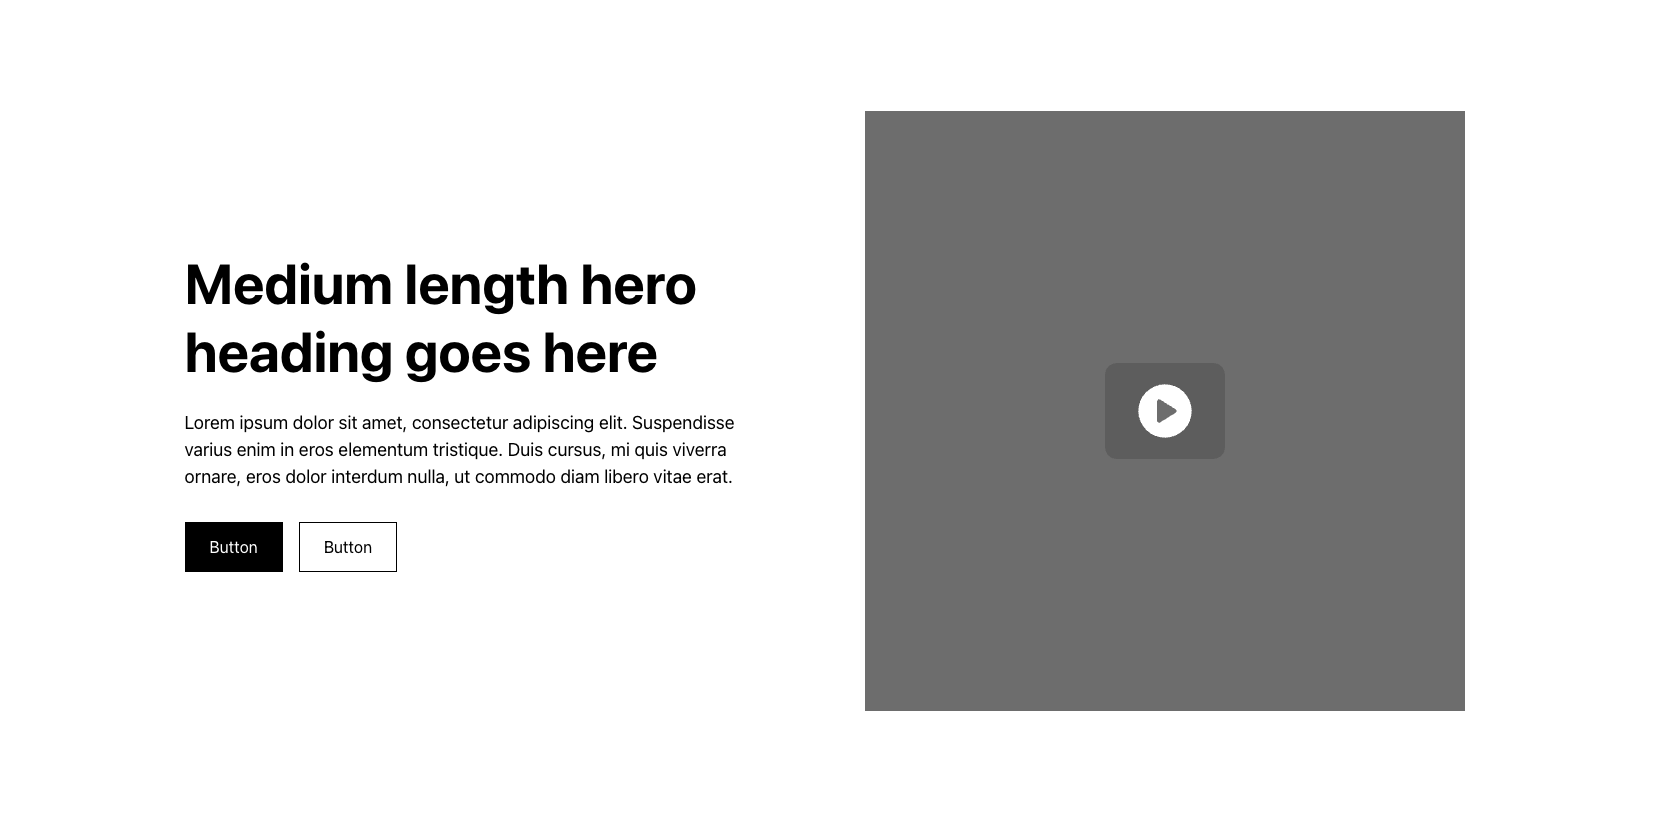 Medium length hero
heading goes here
Lorem ipsum dolor sit amet, consectetur adipiscing elit. Suspendisse
varius enim in eros elementum tristique. Duis cursus, mi quis viverra
ornare, eros dolor interdum nulla, ut commodo diam libero vitae erat.
Button
Button